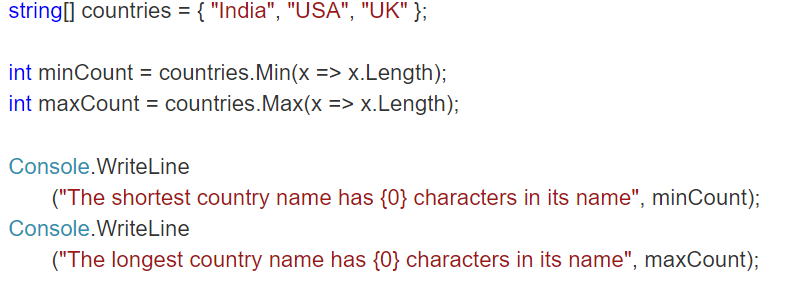 string[] countries = { "India", "USA", "UK" };
int minCount = countries.Min(x => x.Length);
int maxCount = countries.Max(x => x.Length);
Console.WriteLine
("The shortest country name has {0} characters in its name", minCount);
Console.WriteLine
("The longest country name has {0} characters in its name", maxCount);